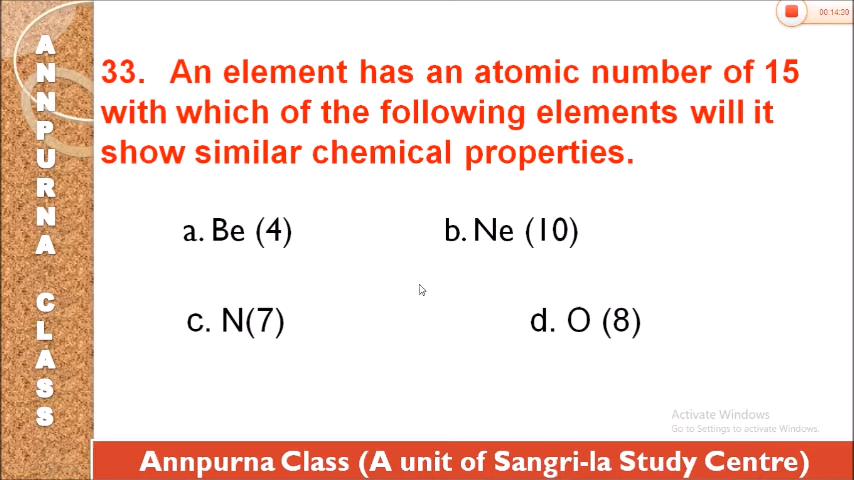 00:14:30
ANNPURNA CLASS
33. An element has an atomic number of 15
with which of the following elements will it
show similar chemical properties.
a. Be (4) b. Ne (10)
c. N(7) d. O (8)
Activate Windows
Go to Settings to activate Windows.
Annpurna Class (A unit of Sangri-la Study Centre)